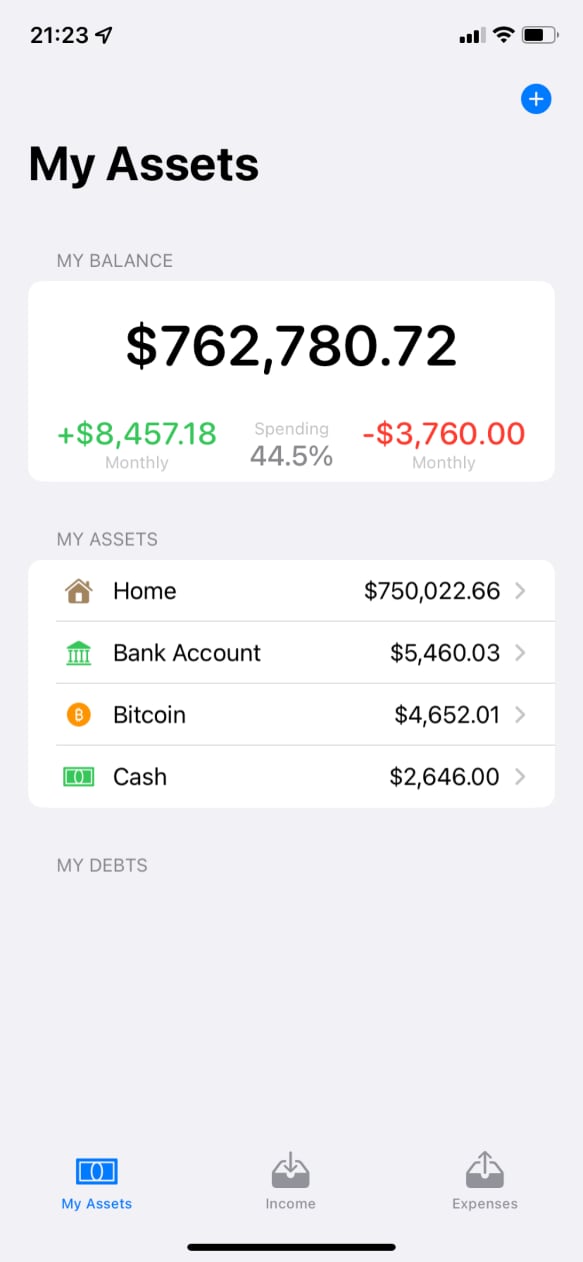 21:23
My Assets
MY BALANCE
$762,780.72
+$8,457.18 Spending -$3,760.00
Monthly 44.5% Monthly
MY ASSETS
Home $750,022.66
Bank Account $5,460.03
Bitcoin $4,652.01
Cash $2,646.00
MY DEBTS
My Assets Income Expenses